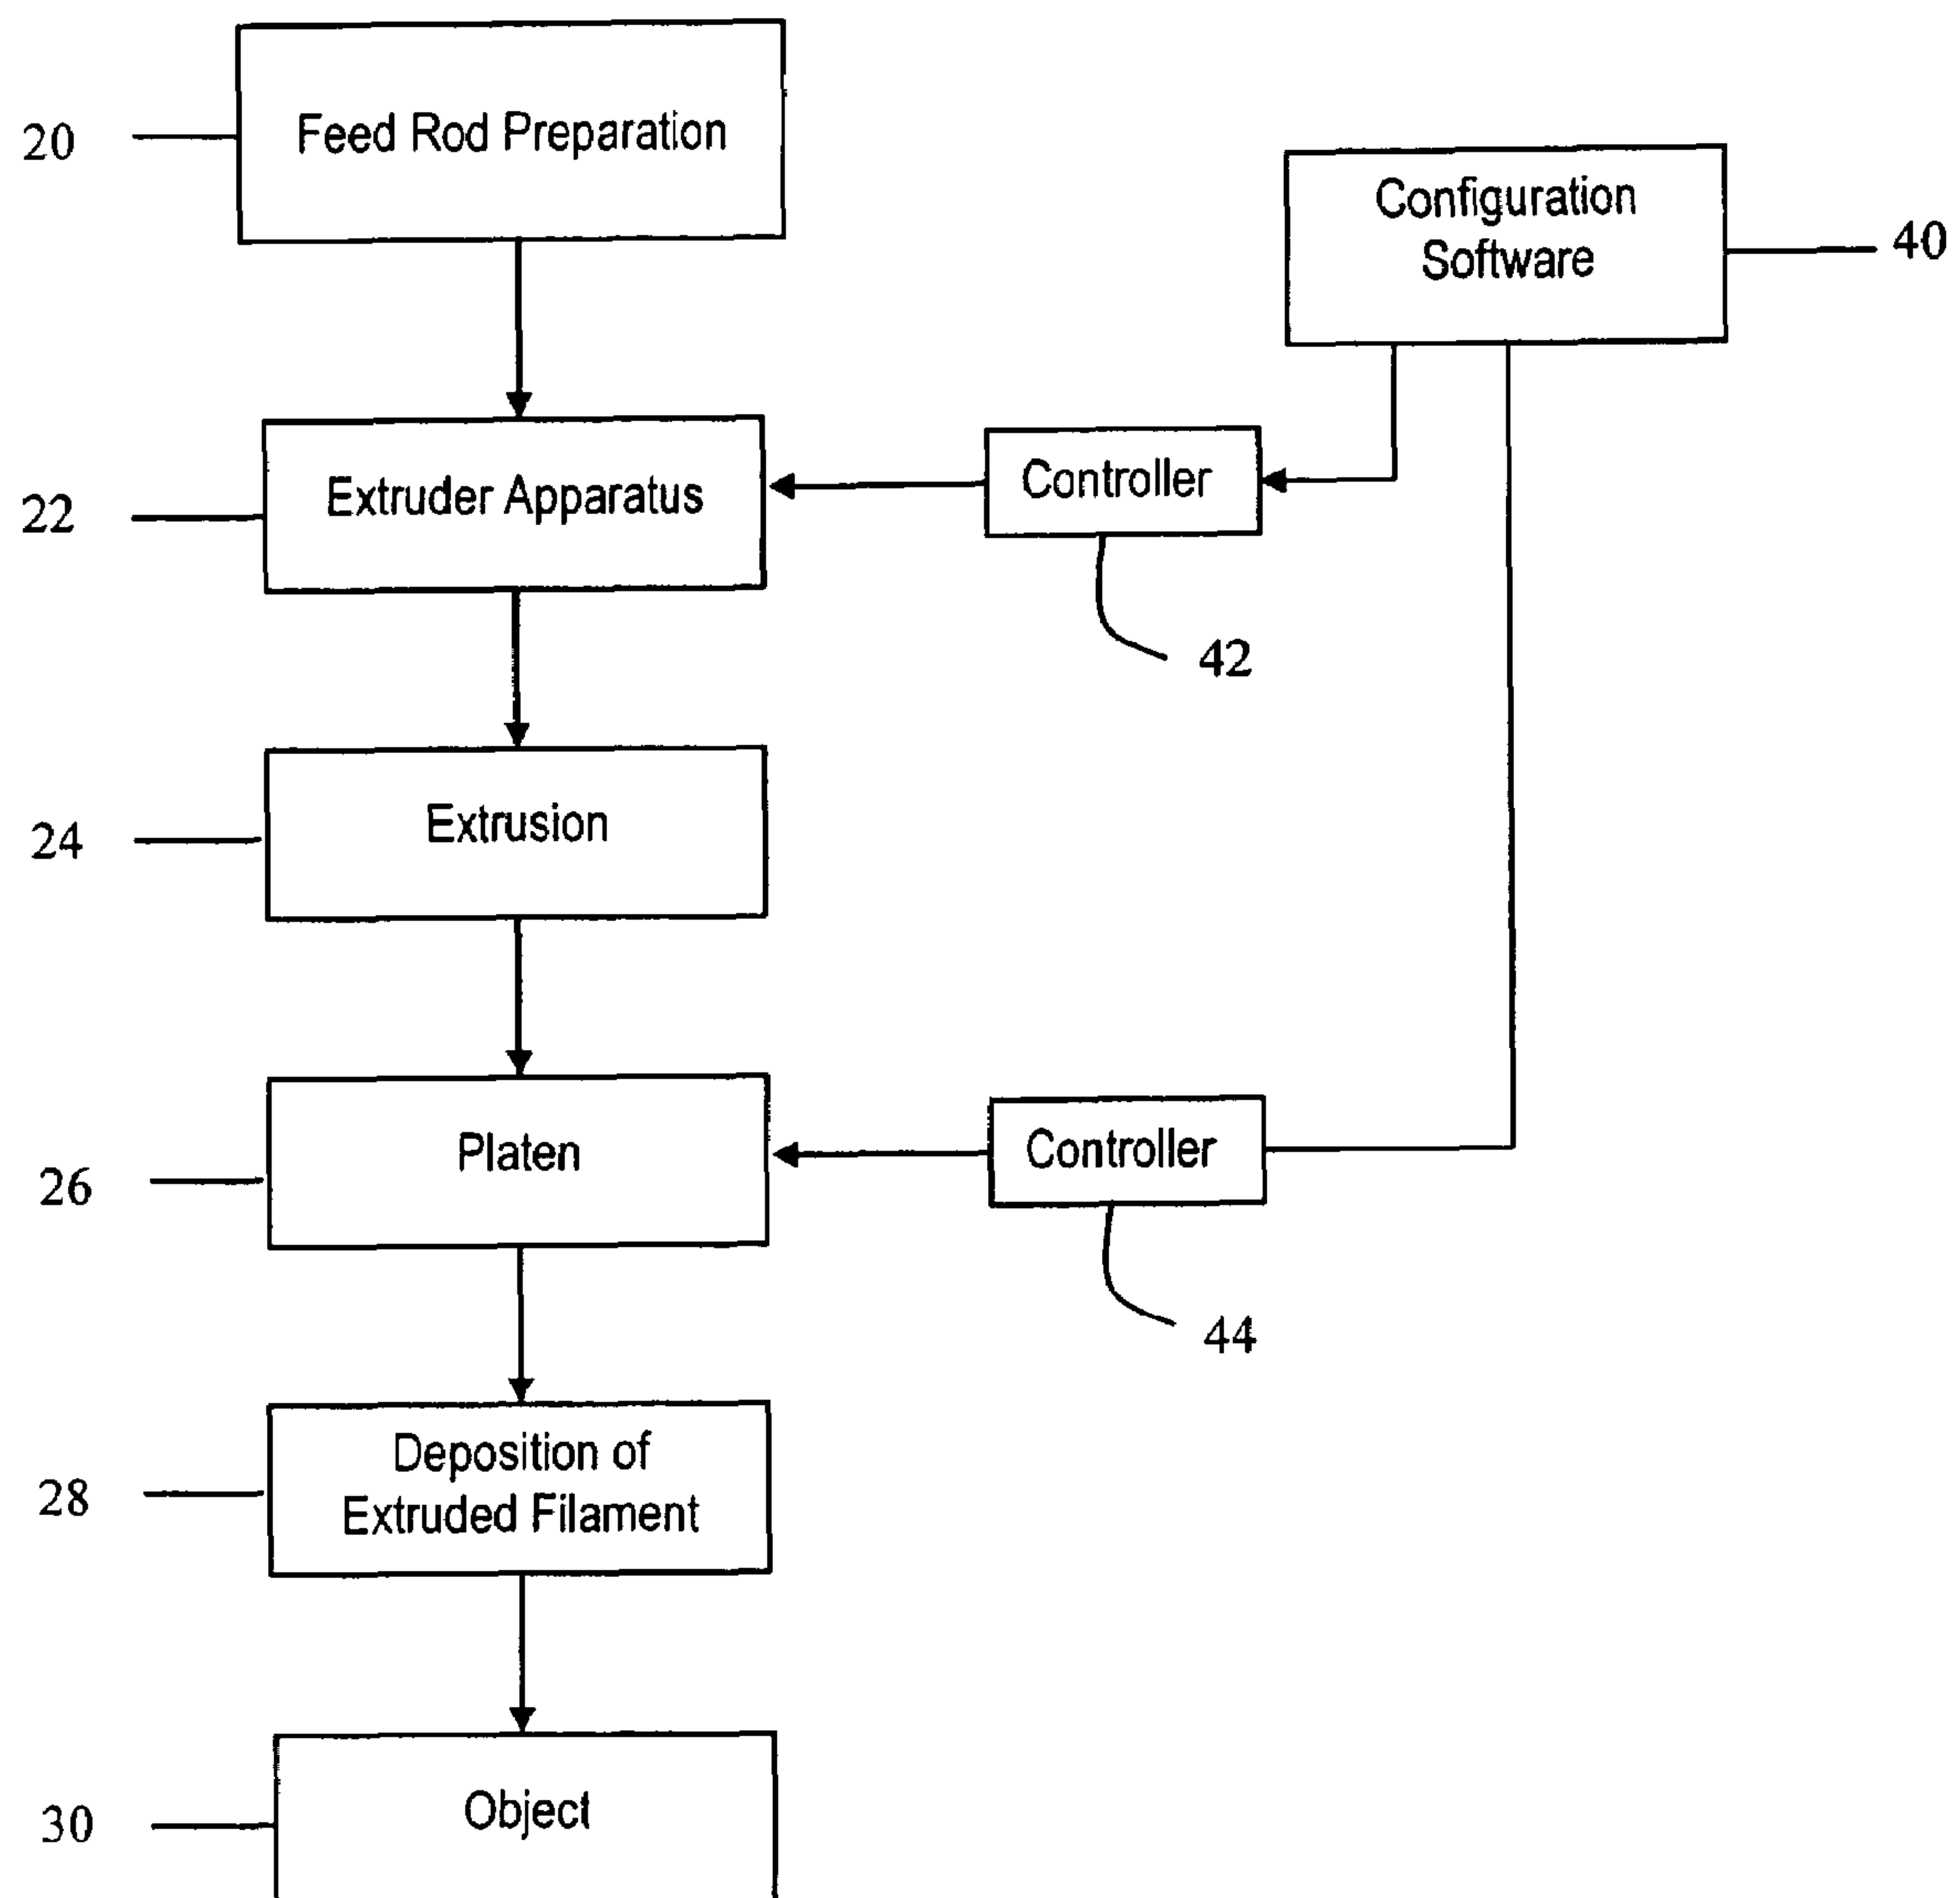 20
Feed Rod Preparation
Configuration
Software
40
22
Extruder Apparatus
Controller
42
24
Extrusion
26
Platen
Controller
44
28
Deposition of
Extruded Filament
30
Object